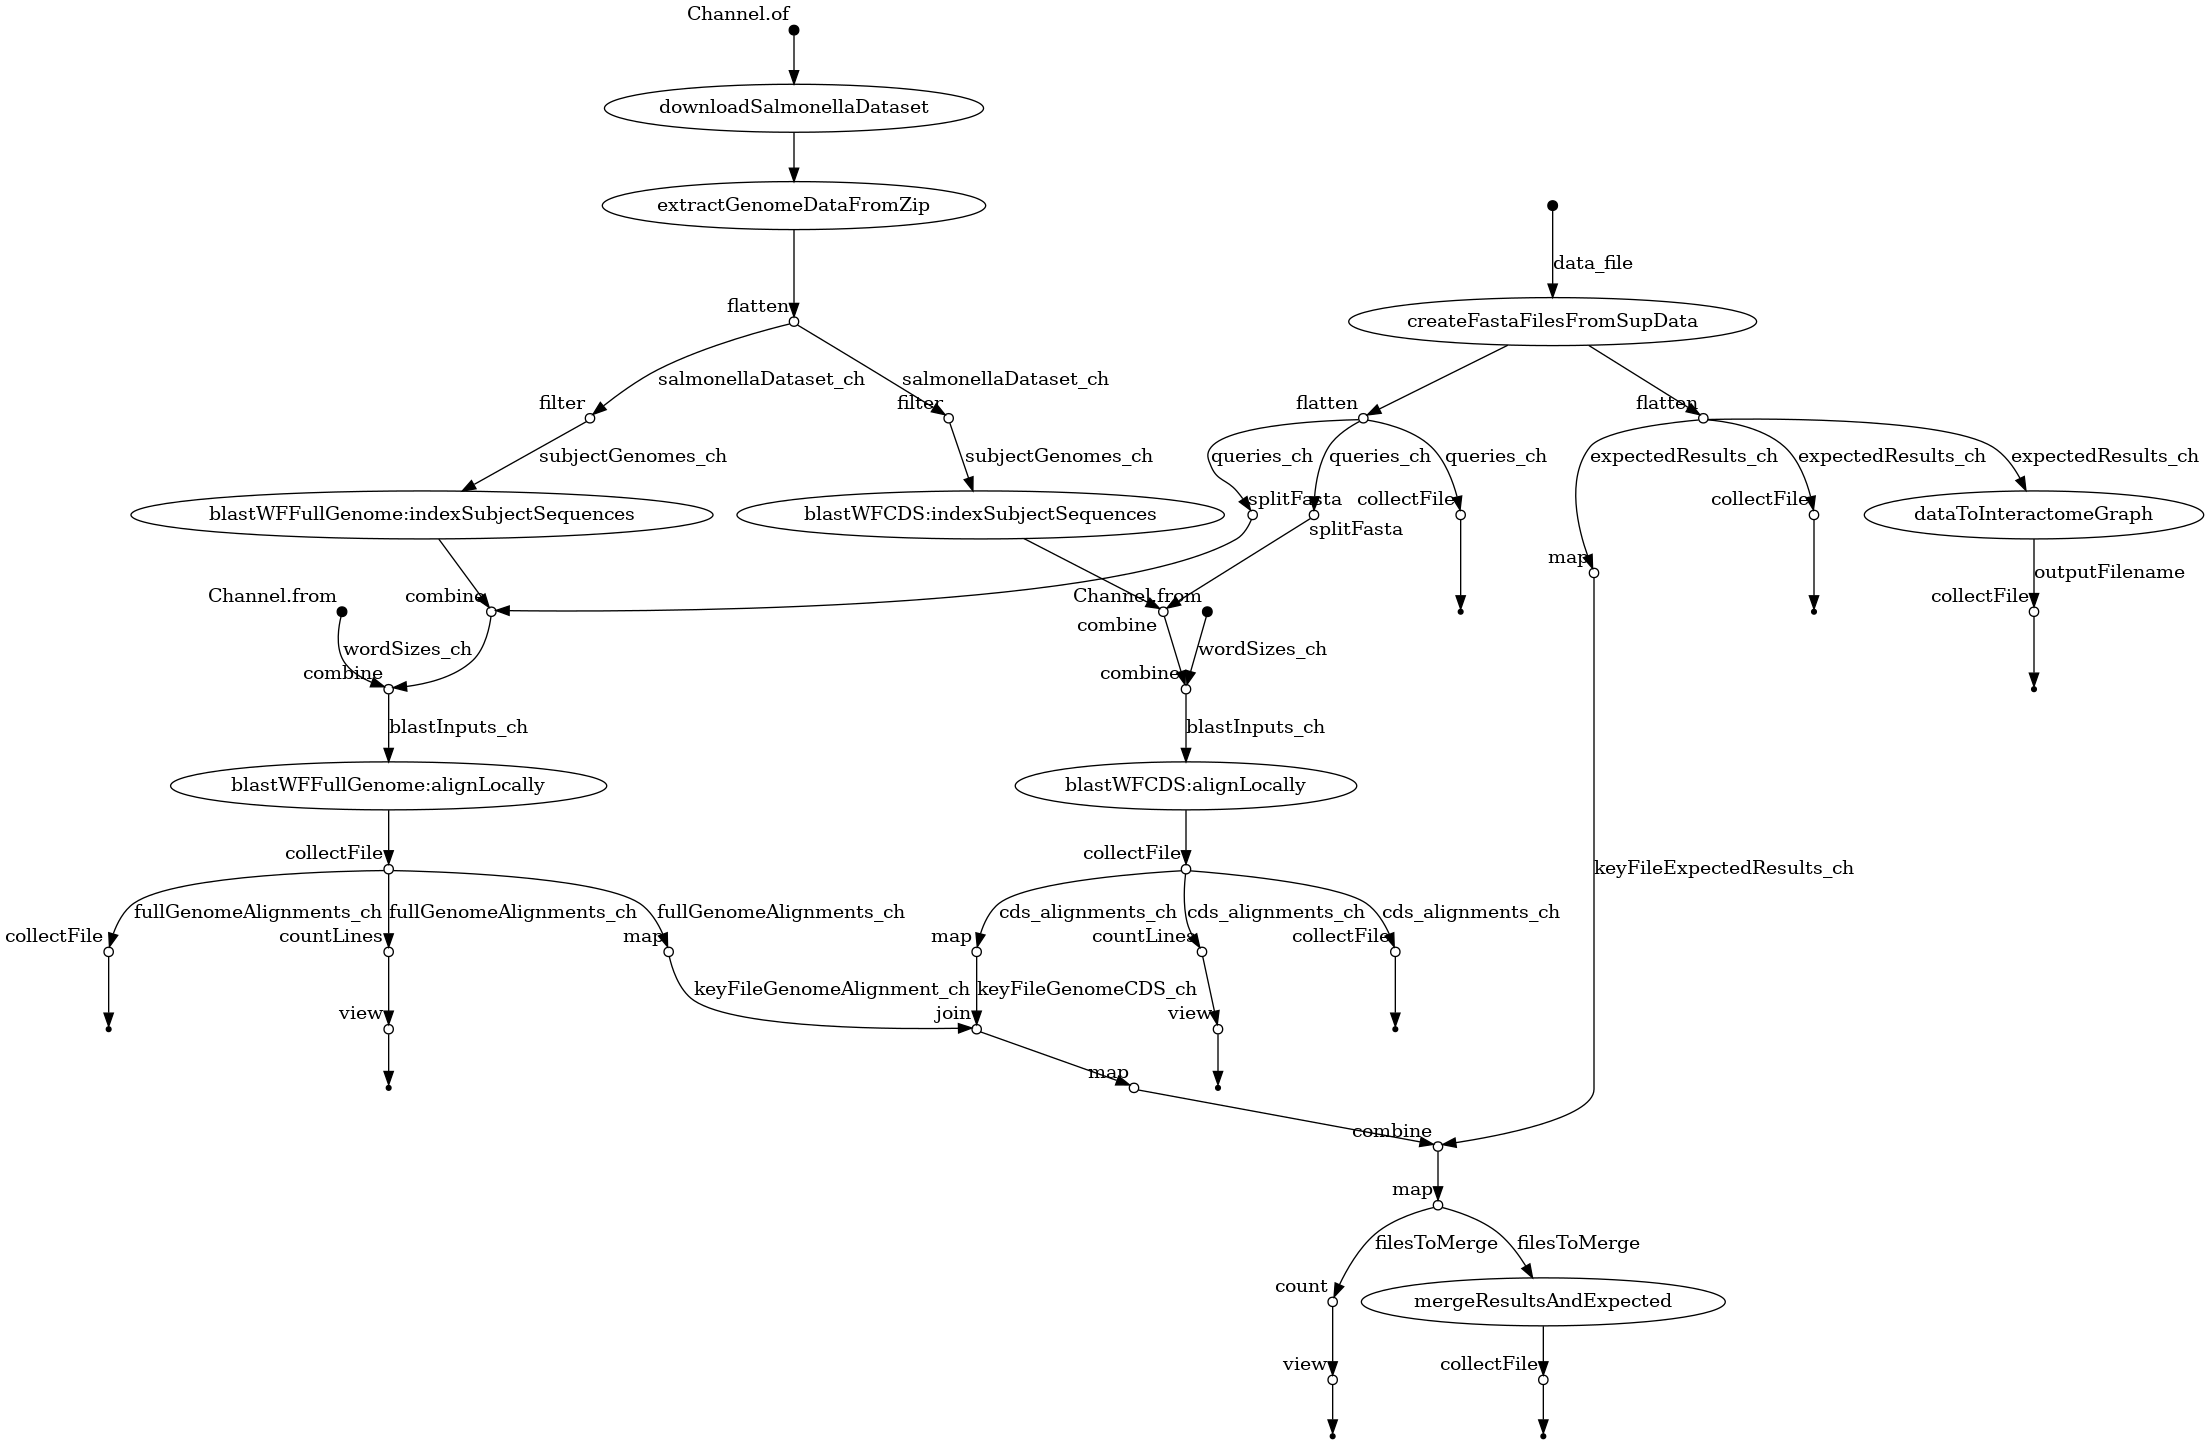 Channel.of
downloadSalmonellaDataset
extractGenomeDataFromZip
data_file
flatten
createFastaFilesFromSupData
salmonellaDataset_ch
salmonellaDataset_ch
filter
filter
flatten
flatten
subjectGenomes_ch
subjectGenomes_ch
queries_ch
queries_ch
queries_ch
expectedResults_ch
expectedResults_ch
expectedResults_ch
splitFasta
collectFile
collectFile
blastWFFullGenome:indexSubjectSequences
blastWFCDS:indexSubjectSequences
dataToInteractomeGraph
splitFasta
map
outputFilename
Channel.from
combine
Channel.from
collectFile
combine
wordSizes_ch
wordSizes_ch
combine
combine
blastInputs_ch
blastInputs_ch
blastWFFullGenome:alignLocally
blastWFCDS:alignLocally
collectFile
collectFile
keyFileExpectedResults_ch
fullGenomeAlignments_ch
fullGenomeAlignments_ch
fullGenomeAlignments_ch
cds_alignments_ch
cds_alignments_ch
cds_alignments_ch
collectFile
countLines
map
map
countLines
collectFile
keyFileGenomeAlignment_ch
keyFileGenomeCDS_ch
view
join
view
map
combine
map
filesToMerge
filesToMerge
count
mergeResultsAndExpected
view
collectFile